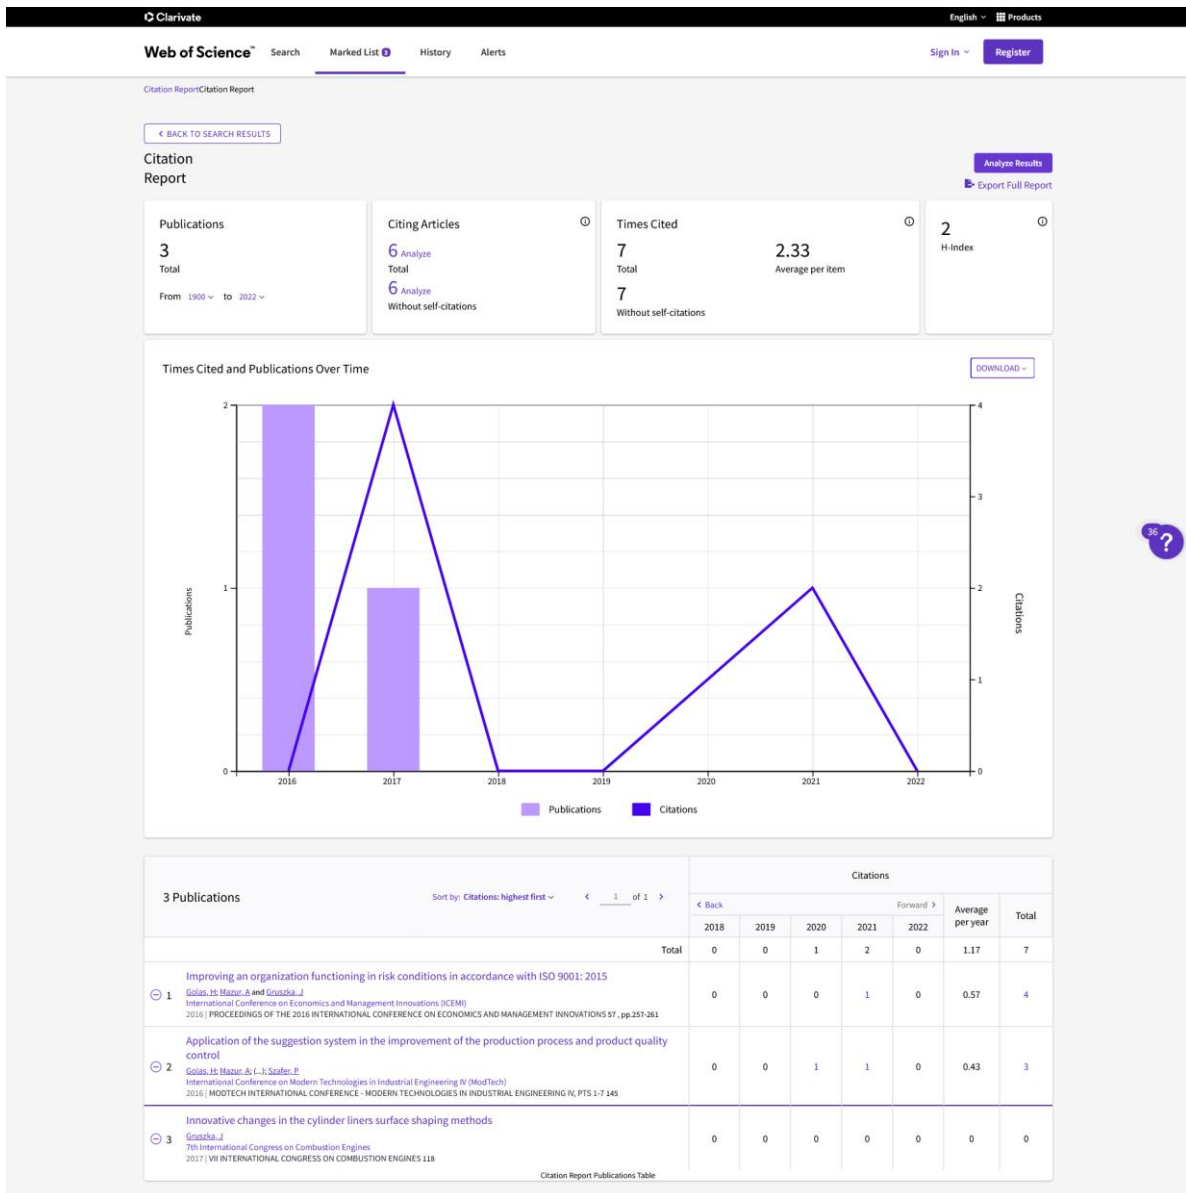 Clarivate
English
Products
Web of Science™
Search
Marked List 3
History
Alerts
Sign In
Register
Citation ReportCitation Report
BACK TO SEARCH RESULTS
Citation
Report
Analyze Results
Export Full Report
Publications
3
Total
From 1900 to 2022
Citing Articles
6 Analyze
Total
6 Analyze
Without self-citations
Times Cited
7
Total
7
Without self-citations
2.33
Average per item
2
H-Index
Times Cited and Publications Over Time
DOWNLOAD
2
1
0
Publications
4
3
2
1
0
Citations
2016 2017 2018 2019 2020 2021 2022
Publications Citations
36
?
3 Publications
Sort by: Citations: highest first
1 of 1
Citations
Back
Forward
Average
per year
Total
2018 2019 2020 2021 2022
Total 0 0 1 2 0 1.17 7
Improving an organization functioning in risk conditions in accordance with ISO 9001: 2015
1 Golas, H; Mazur, A and Gruszka, J
International Conference on Economics and Management Innovations (ICEMI)
2016 | PROCEEDINGS OF THE 2016 INTERNATIONAL CONFERENCE ON ECONOMICS AND MANAGEMENT INNOVATIONS 57 , pp.257-261
0 0 0 1 0 0.57 4
Application of the suggestion system in the improvement of the production process and product quality
control
2 Golas, H; Mazur, A; (...); Szafer, P
International Conference on Modern Technologies in Industrial Engineering IV (ModTech)
2016 | MODTECH INTERNATIONAL CONFERENCE - MODERN TECHNOLOGIES IN INDUSTRIAL ENGINEERING IV, PTS 1-7 145
0 0 1 1 0 0.43 3
Innovative changes in the cylinder liners surface shaping methods
3 Gruszka, J
7th International Congress on Combustion Engines
2017 | VII INTERNATIONAL CONGRESS ON COMBUSTION ENGINES 118
0 0 0 0 0 0 0
Citation Report Publications Table